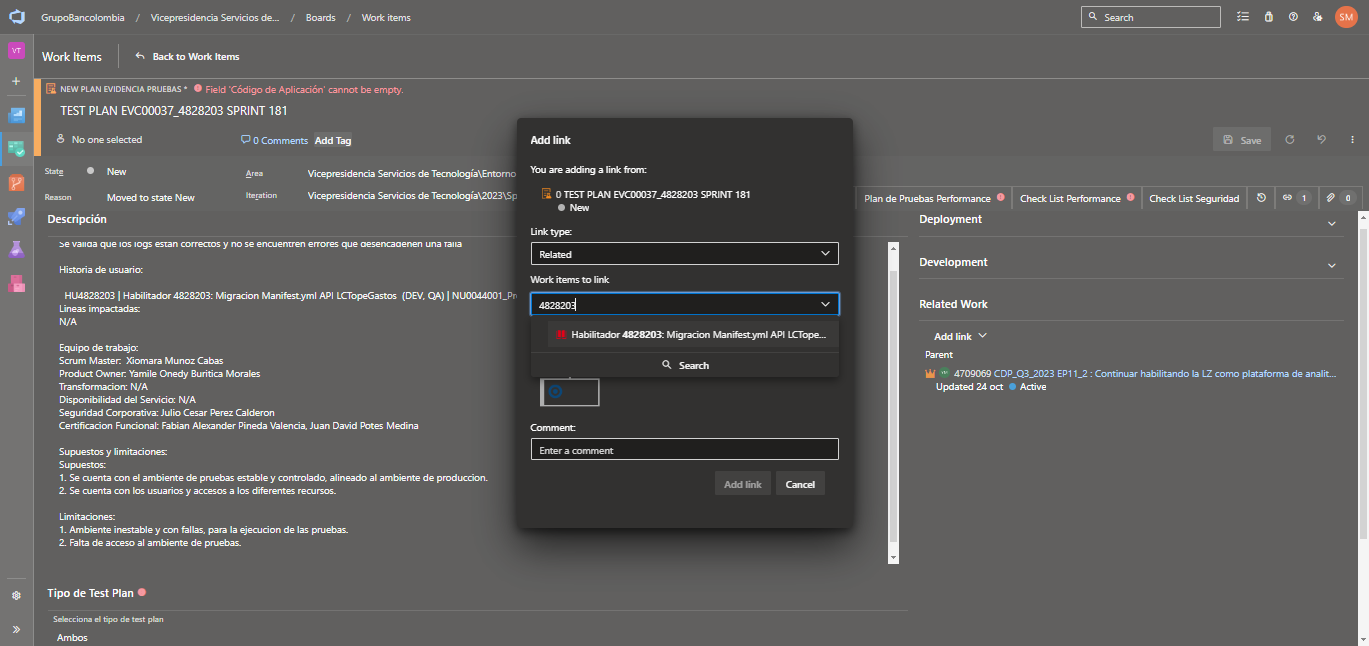 GrupoBancolombia / Vicepresidencia Servicios de... / Boards / Work items
Search
SM
VT
Work Items
Back to Work Items
NEW PLAN EVIDENCIA PRUEBAS * Field 'Código de Aplicación' cannot be empty.
TEST PLAN EVC00037_4828203 SPRINT 181
No one selected
0 Comments
Add Tag
Save
State
New
Area
Vicepresidencia Servicios de Tecnología\Entorno
Reason
Moved to state New
Iteration
Vicepresidencia Servicios de Tecnología\2023\Sp
Plan de Pruebas Performance
Check List Performance
Check List Seguridad
1
0
Descripción
Se valida que los logs estan correctos y no se encuentren errores que desencadenen una falla
Historia de usuario:
HU4828203 | Habilitador 4828203: Migracion Manifest.yml API LCTopeGastos (DEV, QA) | NU0044001_Pr
Lineas impactadas:
N/A
Equipo de trabajo:
Scrum Master: Xiomara Munoz Cabas
Product Owner: Yamile Onedy Buritica Morales
Transformacion: N/A
Disponibilidad del Servicio: N/A
Seguridad Corporativa: Julio Cesar Perez Calderon
Certificacion Funcional: Fabian Alexander Pineda Valencia, Juan David Potes Medina
Supuestos y limitaciones:
Supuestos:
1. Se cuenta con el ambiente de pruebas estable y controlado, alineado al ambiente de produccion.
2. Se cuenta con los usuarios y accesos a los diferentes recursos.
Limitaciones:
1. Ambiente inestable y con fallas, para la ejecucion de las pruebas.
2. Falta de acceso al ambiente de pruebas.
Tipo de Test Plan
Selecciona el tipo de test plan
Ambos
Add link
You are adding a link from:
0 TEST PLAN EVC00037_4828203 SPRINT 181
New
Link type:
Related
Work items to link
4828203
Habilitador 4828203: Migracion Manifest.yml API LCTope...
Search
Comment:
Enter a comment
Add link
Cancel
Deployment
Development
Related Work
Add link
Parent
4709069 CDP_Q3_2023 EP11_2 : Continuar habilitando la LZ como plataforma de analit...
Updated 24 oct Active